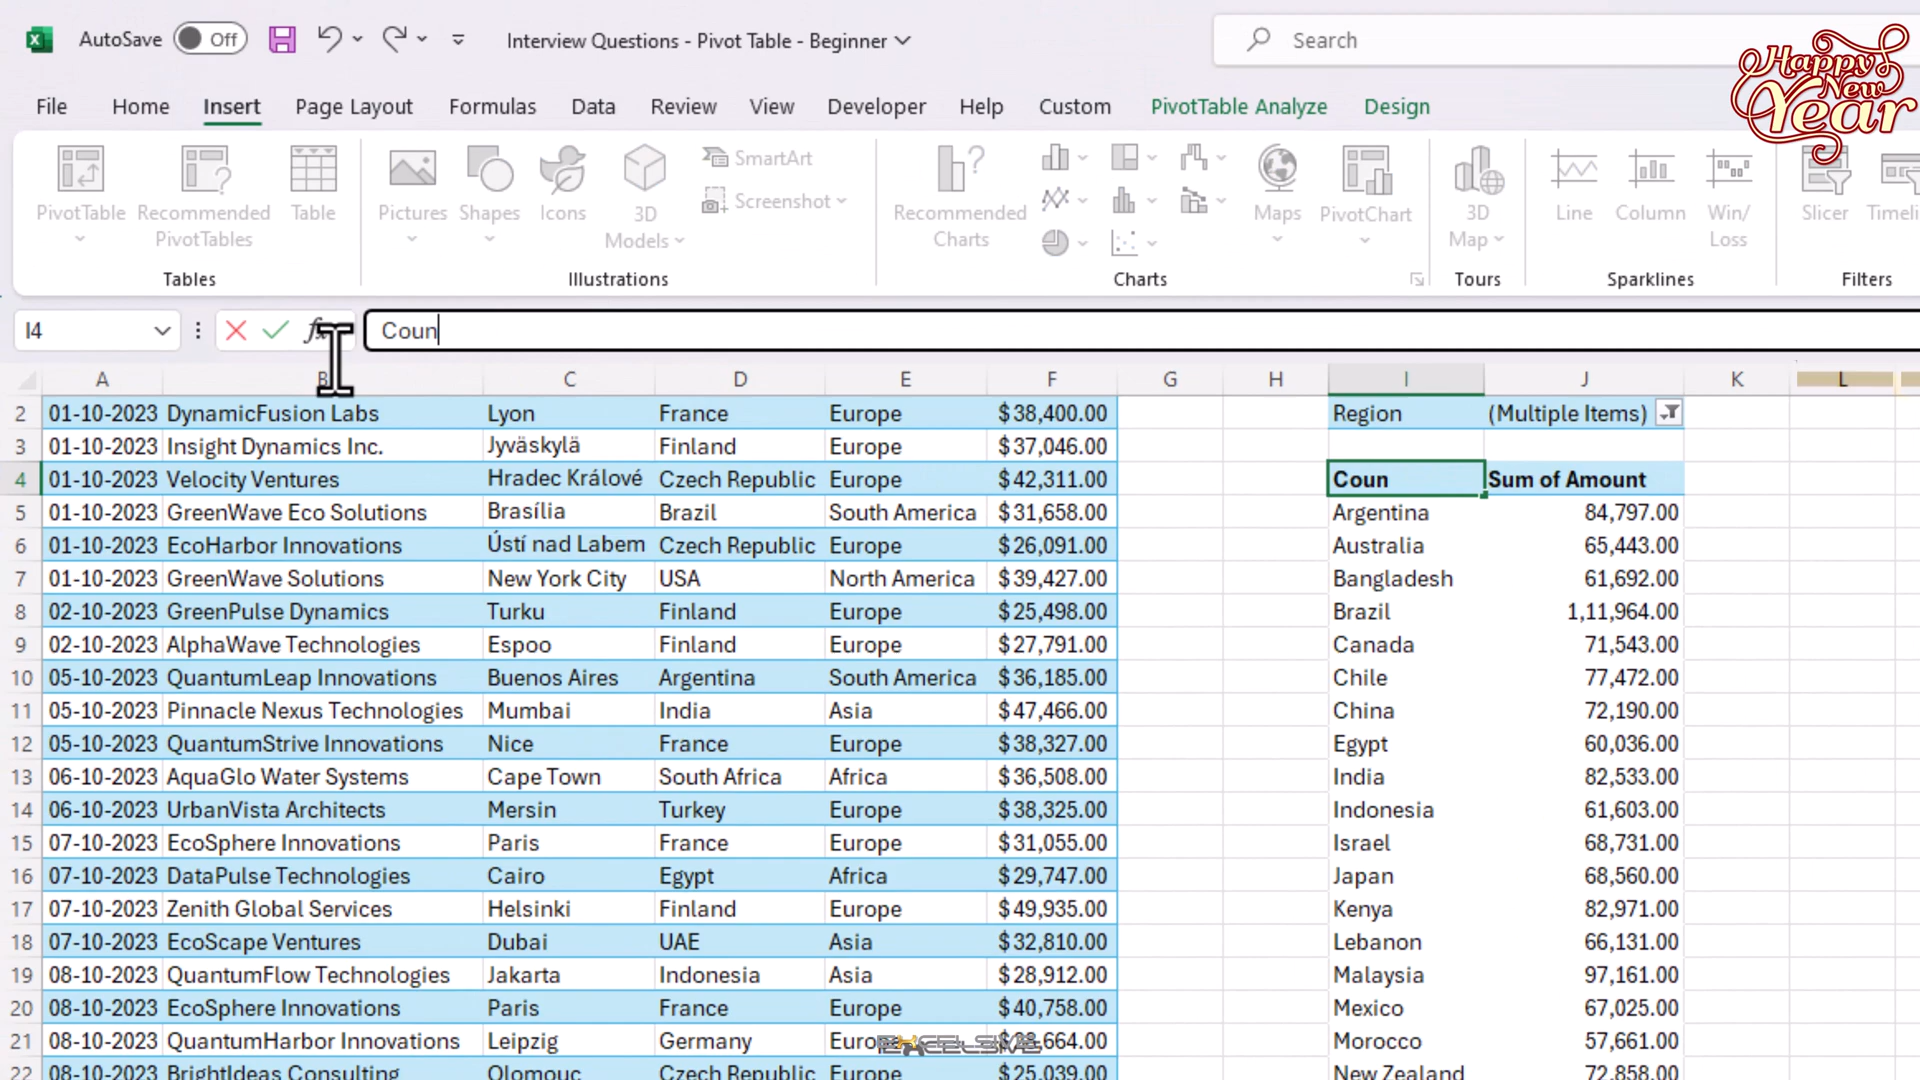 AutoSave Off Interview Questions - Pivot Table - Beginner Search
Happy New Year
File Home Insert Page Layout Formulas Data Review View Developer Help Custom PivotTable Analyze Design
PivotTable Recommended PivotTables Table Pictures Shapes Icons 3D Models SmartArt Screenshot Recommended Charts Maps PivotChart 3D Map Line Column Win/Loss Slicer Timeli
Tables Illustrations Charts Tours Sparklines Filters
I4 fx Coun
A B C D E F G H I J K L
2 01-10-2023 DynamicFusion Labs Lyon France Europe $38,400.00 Region (Multiple Items)
3 01-10-2023 Insight Dynamics Inc. Jyväskylä Finland Europe $37,046.00
4 01-10-2023 Velocity Ventures Hradec Králové Czech Republic Europe $42,311.00 Coun Sum of Amount
5 01-10-2023 GreenWave Eco Solutions Brasília Brazil South America $31,658.00 Argentina 84,797.00
6 01-10-2023 EcoHarbor Innovations Ústí nad Labem Czech Republic Europe $26,091.00 Australia 65,443.00
7 01-10-2023 GreenWave Solutions New York City USA North America $39,427.00 Bangladesh 61,692.00
8 02-10-2023 GreenPulse Dynamics Turku Finland Europe $25,498.00 Brazil 1,11,964.00
9 02-10-2023 AlphaWave Technologies Espoo Finland Europe $27,791.00 Canada 71,543.00
10 05-10-2023 QuantumLeap Innovations Buenos Aires Argentina South America $36,185.00 Chile 77,472.00
11 05-10-2023 Pinnacle Nexus Technologies Mumbai India Asia $47,466.00 China 72,190.00
12 05-10-2023 QuantumStrive Innovations Nice France Europe $38,327.00 Egypt 60,036.00
13 06-10-2023 AquaGlo Water Systems Cape Town South Africa Africa $36,508.00 India 82,533.00
14 06-10-2023 UrbanVista Architects Mersin Turkey Europe $38,325.00 Indonesia 61,603.00
15 07-10-2023 EcoSphere Innovations Paris France Europe $31,055.00 Israel 68,731.00
16 07-10-2023 DataPulse Technologies Cairo Egypt Africa $29,747.00 Japan 68,560.00
17 07-10-2023 Zenith Global Services Helsinki Finland Europe $49,935.00 Kenya 82,971.00
18 07-10-2023 EcoScape Ventures Dubai UAE Asia $32,810.00 Lebanon 66,131.00
19 08-10-2023 QuantumFlow Technologies Jakarta Indonesia Asia $28,912.00 Malaysia 97,161.00
20 08-10-2023 EcoSphere Innovations Paris France Europe $40,758.00 Mexico 67,025.00
21 08-10-2023 QuantumHarbor Innovations Leipzig Germany Morocco 57,661.00
22 08-10-2023 BrightIdeas Consulting Olomouc Czech Republic Europe $25,039.00 New Zealand 72,858.00